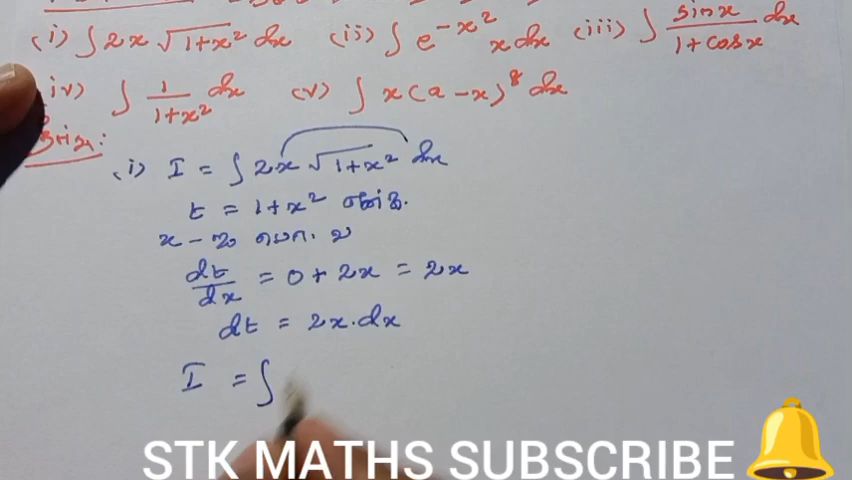 (i) ∫ 2x √1+x² dx (ii) ∫ e^-x² x dx (iii) ∫ sinx / 1+cosx dx
iv) ∫ 1 / 1+x² dx (v) ∫ x(a-x)⁸ dx
(i) I = ∫ 2x √1+x² dx
t = 1+x² என்க.
x-ஐ பொ.
dt/dx = 0 + 2x = 2x
dt = 2x.dx
I = ∫
STK MATHS SUBSCRIBE